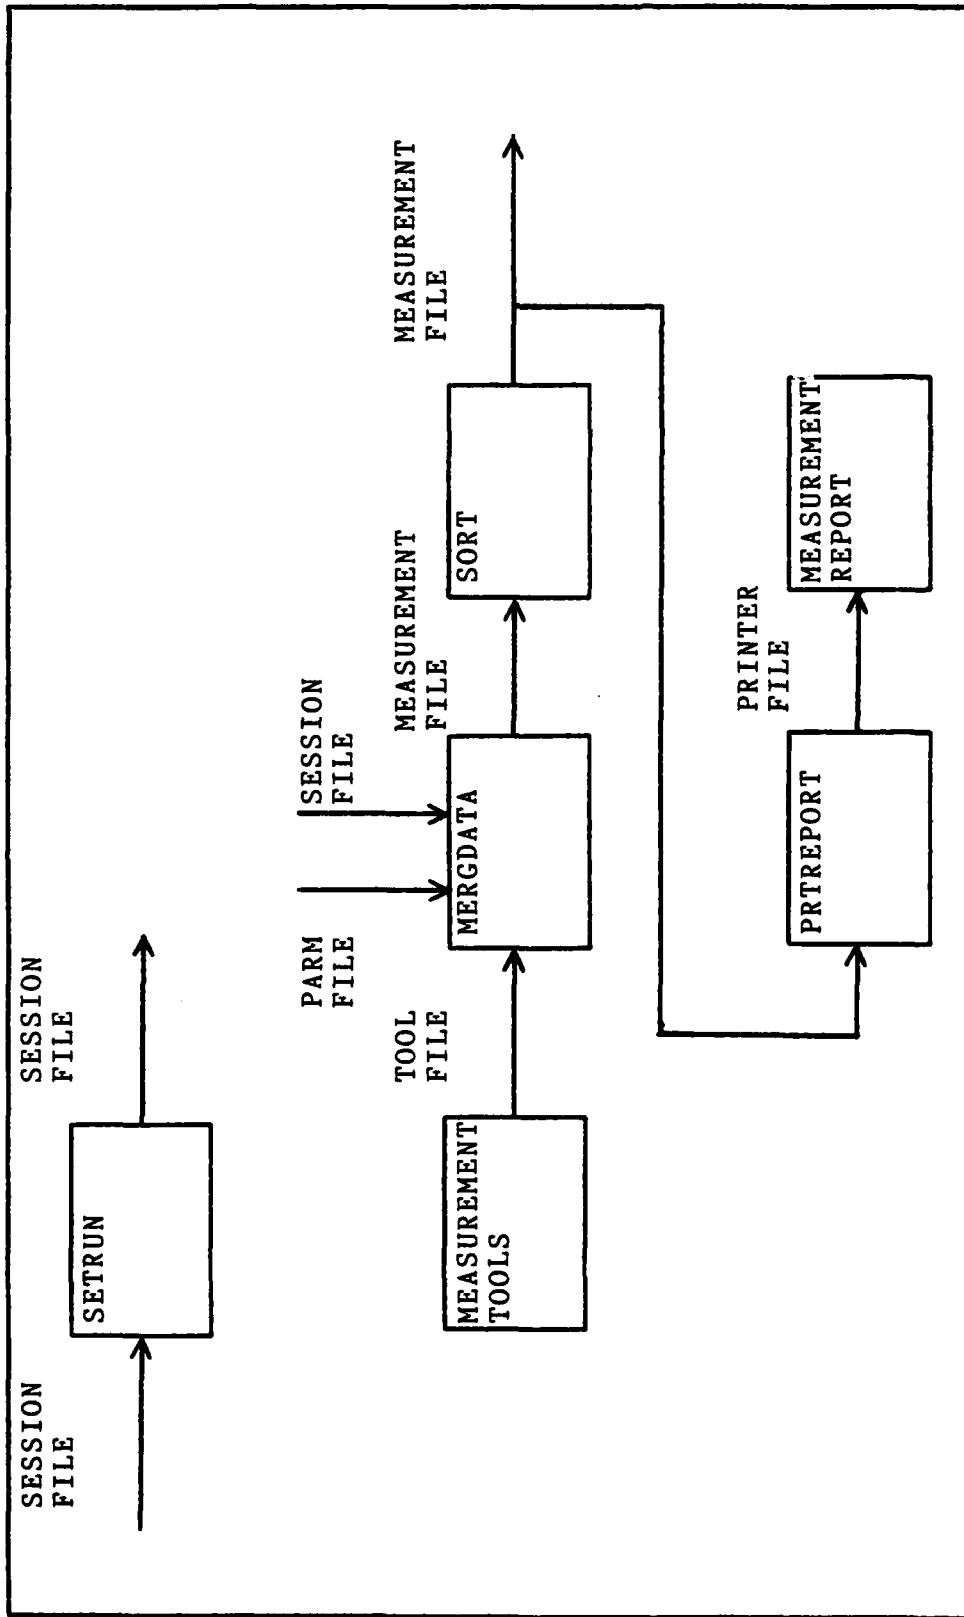 SESSION
FILE
SETRUN
SESSION
FILE
PARM
FILE
SESSION
FILE
MEASUREMENT
TOOLS
TOOL
FILE
MERGDATA
MEASUREMENT
FILE
SORT
MEASUREMENT
FILE
PRTREPORT
PRINTER
FILE
MEASUREMENT
REPORT